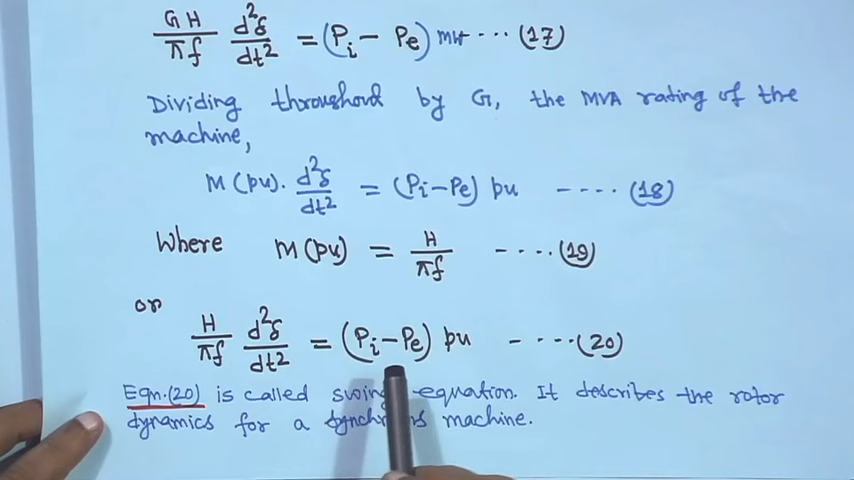 GH/πf d²δ/dt² = (Pi - Pe) MW ---- (17)
Dividing throughout by G, the MVA rating of the
machine,
M(pu). d²δ/dt² = (Pi-Pe) pu ----- (18)
Where M(pu) = H/πf ----- (19)
or
H/πf d²δ/dt² = (Pi-Pe) pu ----- (20)
Eqn.(20) is called swing equation. It describes the rotor
dynamics for a machine.